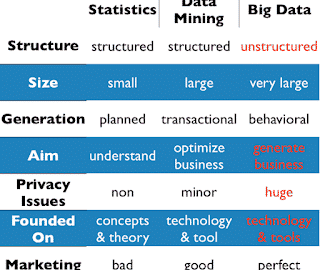 Statistics Data Mining Big Data
Structure structured structured unstructured
Size small large very large
Generation planned transactional behavioral
Aim understand optimize business generate business
Privacy Issues non minor huge
Founded On concepts & theory technology & tool technology & tools
Marketing bad good perfect